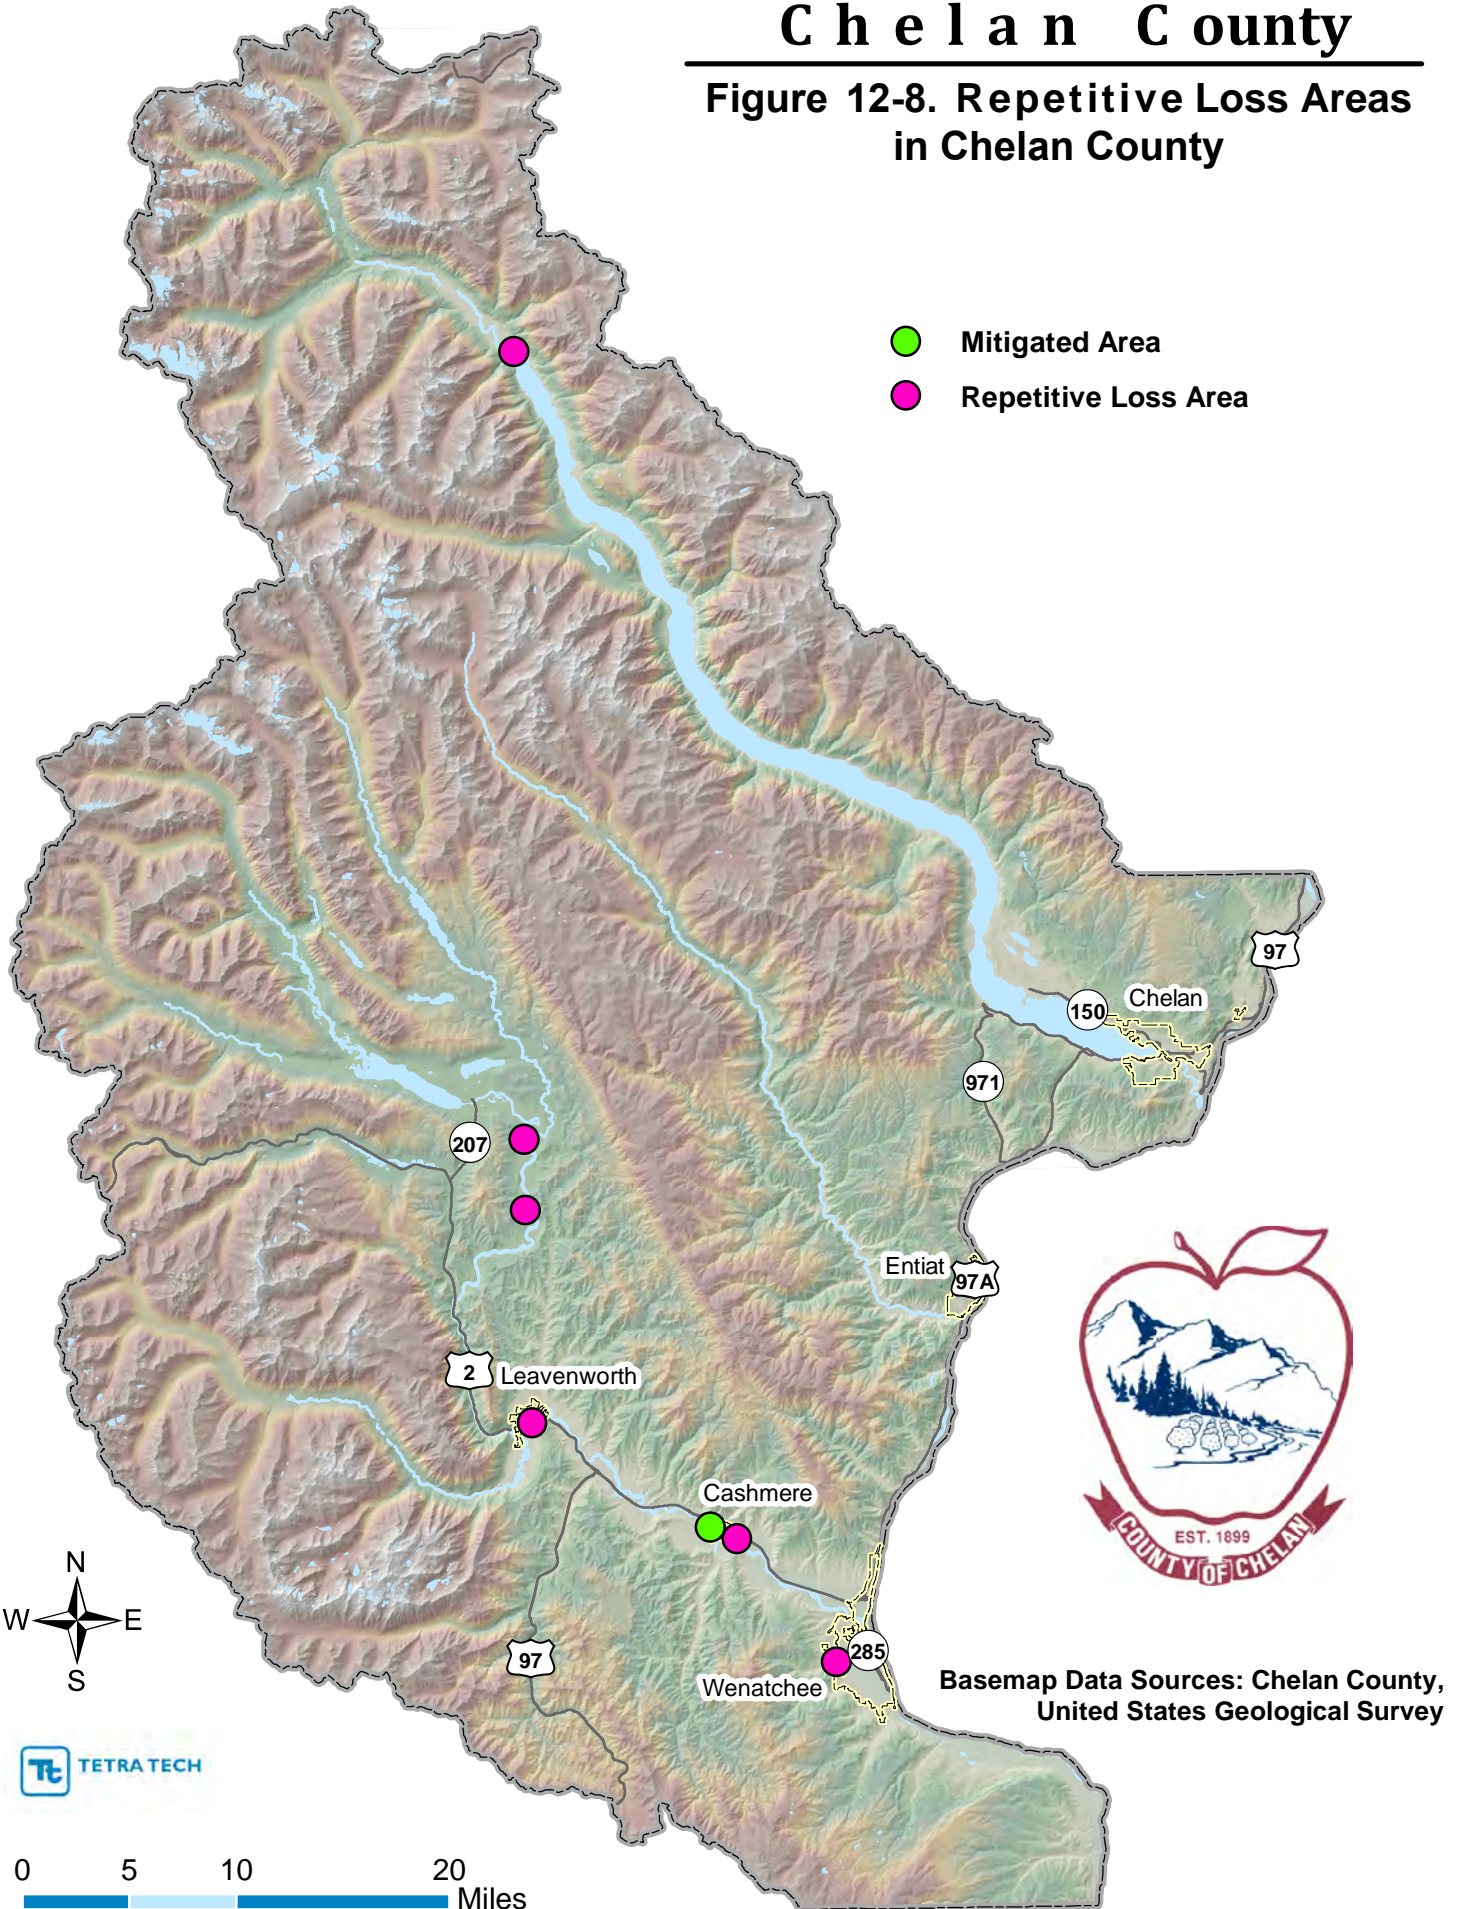 Chelan County
Figure 12-8. Repetitive Loss Areas
in Chelan County
Mitigated Area
Repetitive Loss Area
97
150
Chelan
971
207
Entiat
97A
2
Leavenworth
Cashmere
EST. 1899
COUNTY OF CHELAN
N
W E
S
97
285
Wenatchee
Basemap Data Sources: Chelan County,
United States Geological Survey
Tt TETRA TECH
0 5 10 20
Miles